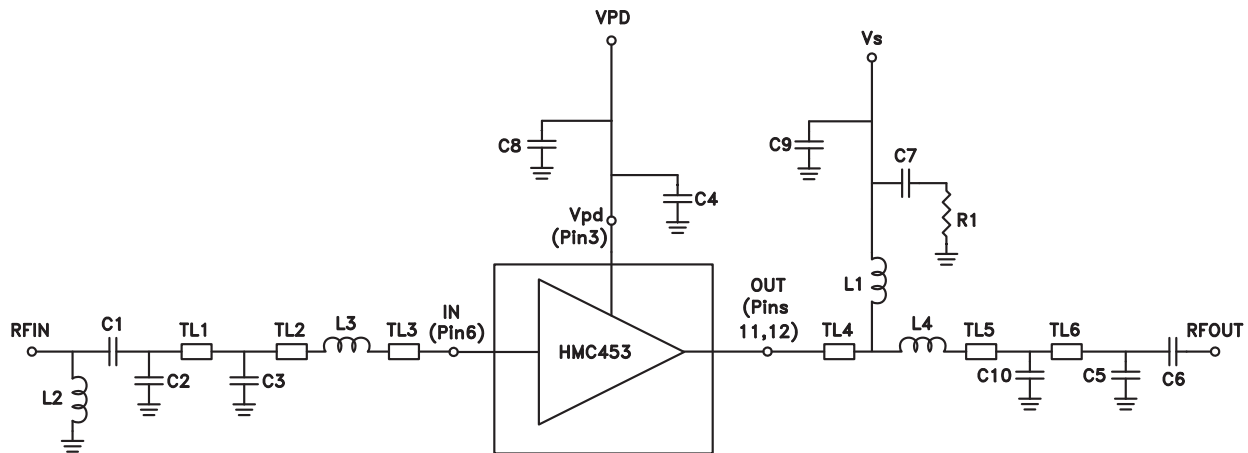 VPD
Vs
C8
C9
C7
C4
R1
Vpd
(Pin3)
L1
OUT
(Pins
11,12)
IN
(Pin6)
RFIN
C1
TL1
TL2
L3
TL3
HMC453
TL4
L4
TL5
TL6
RFOUT
L2
C2
C3
C10
C5
C6